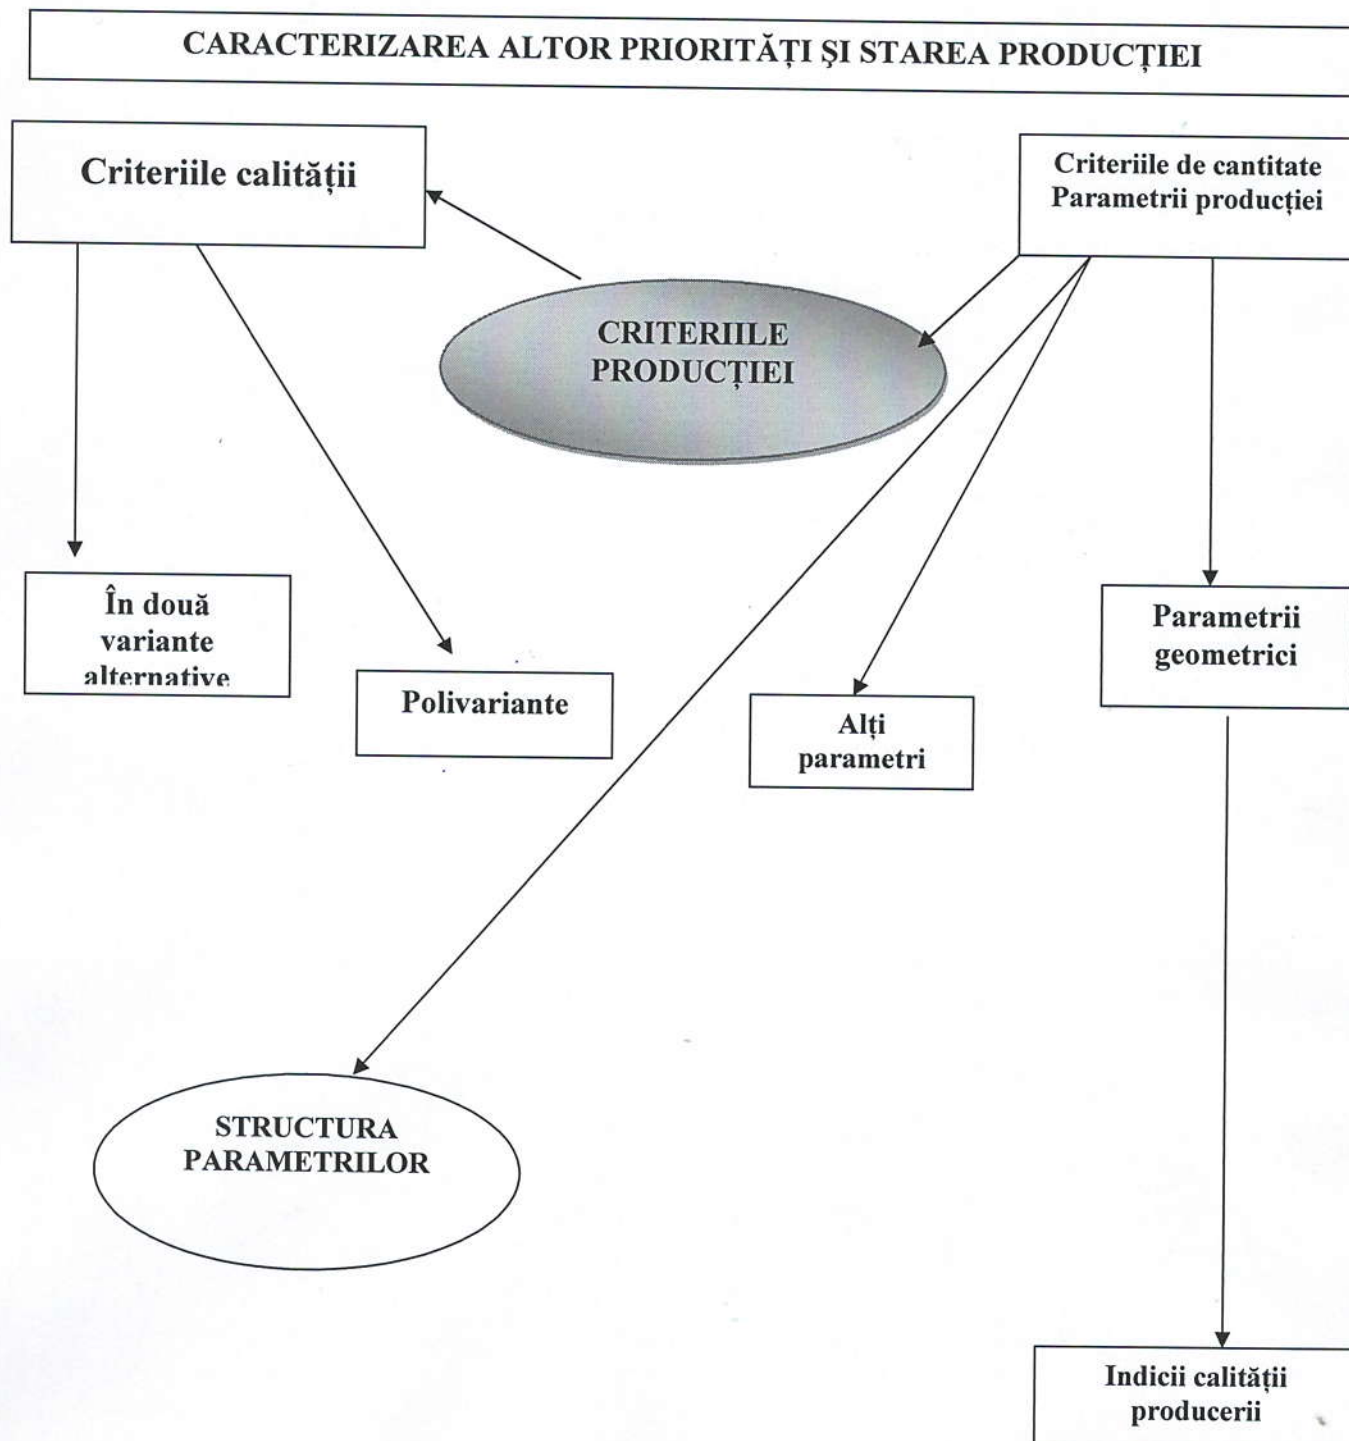 CARACTERIZAREA ALTOR PRIORITĂȚI ŞI STAREA PRODUCȚIEI
Criteriile calității
Criteriile de cantitate
Parametrii producției
CRITERIILE
PRODUCȚIEI
În două
variante
alternative
Polivariante
Alți
parametri
Parametrii
geometrici
STRUCTURA
PARAMETRILOR
Indicii calității
producerii